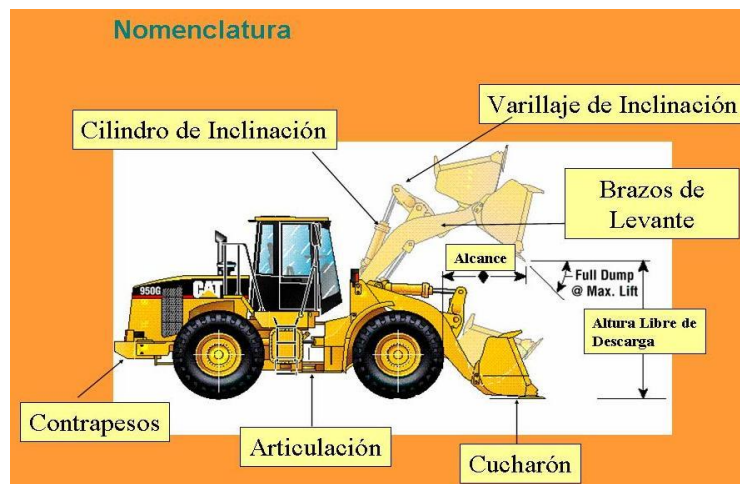 Nomenclatura
Varillaje de Inclinación
Cilindro de Inclinación
Brazos de
Levante
Alcance
Full Dump
@ Max. Lift
950G
CAT
Altura Libre de
Descarga
Contrapesos
Articulación
Cucharón